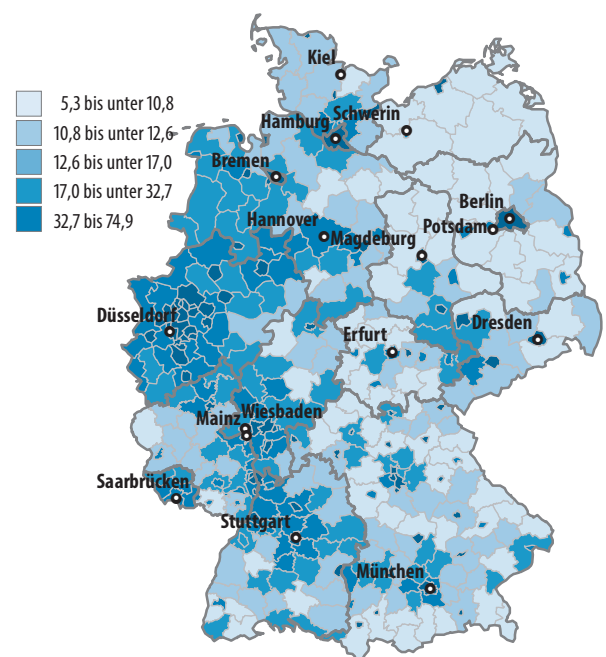 Kiel
5,3 bis unter 10,8
10,8 bis unter 12,6
12,6 bis unter 17,0
17,0 bis unter 32,7
32,7 bis 74,9
Schwerin
Hamburg
Bremen
Berlin
Hannover
Potsdam
Magdeburg
Düsseldorf
Dresden
Erfurt
Wiesbaden
Mainz
Saarbrücken
Stuttgart
München